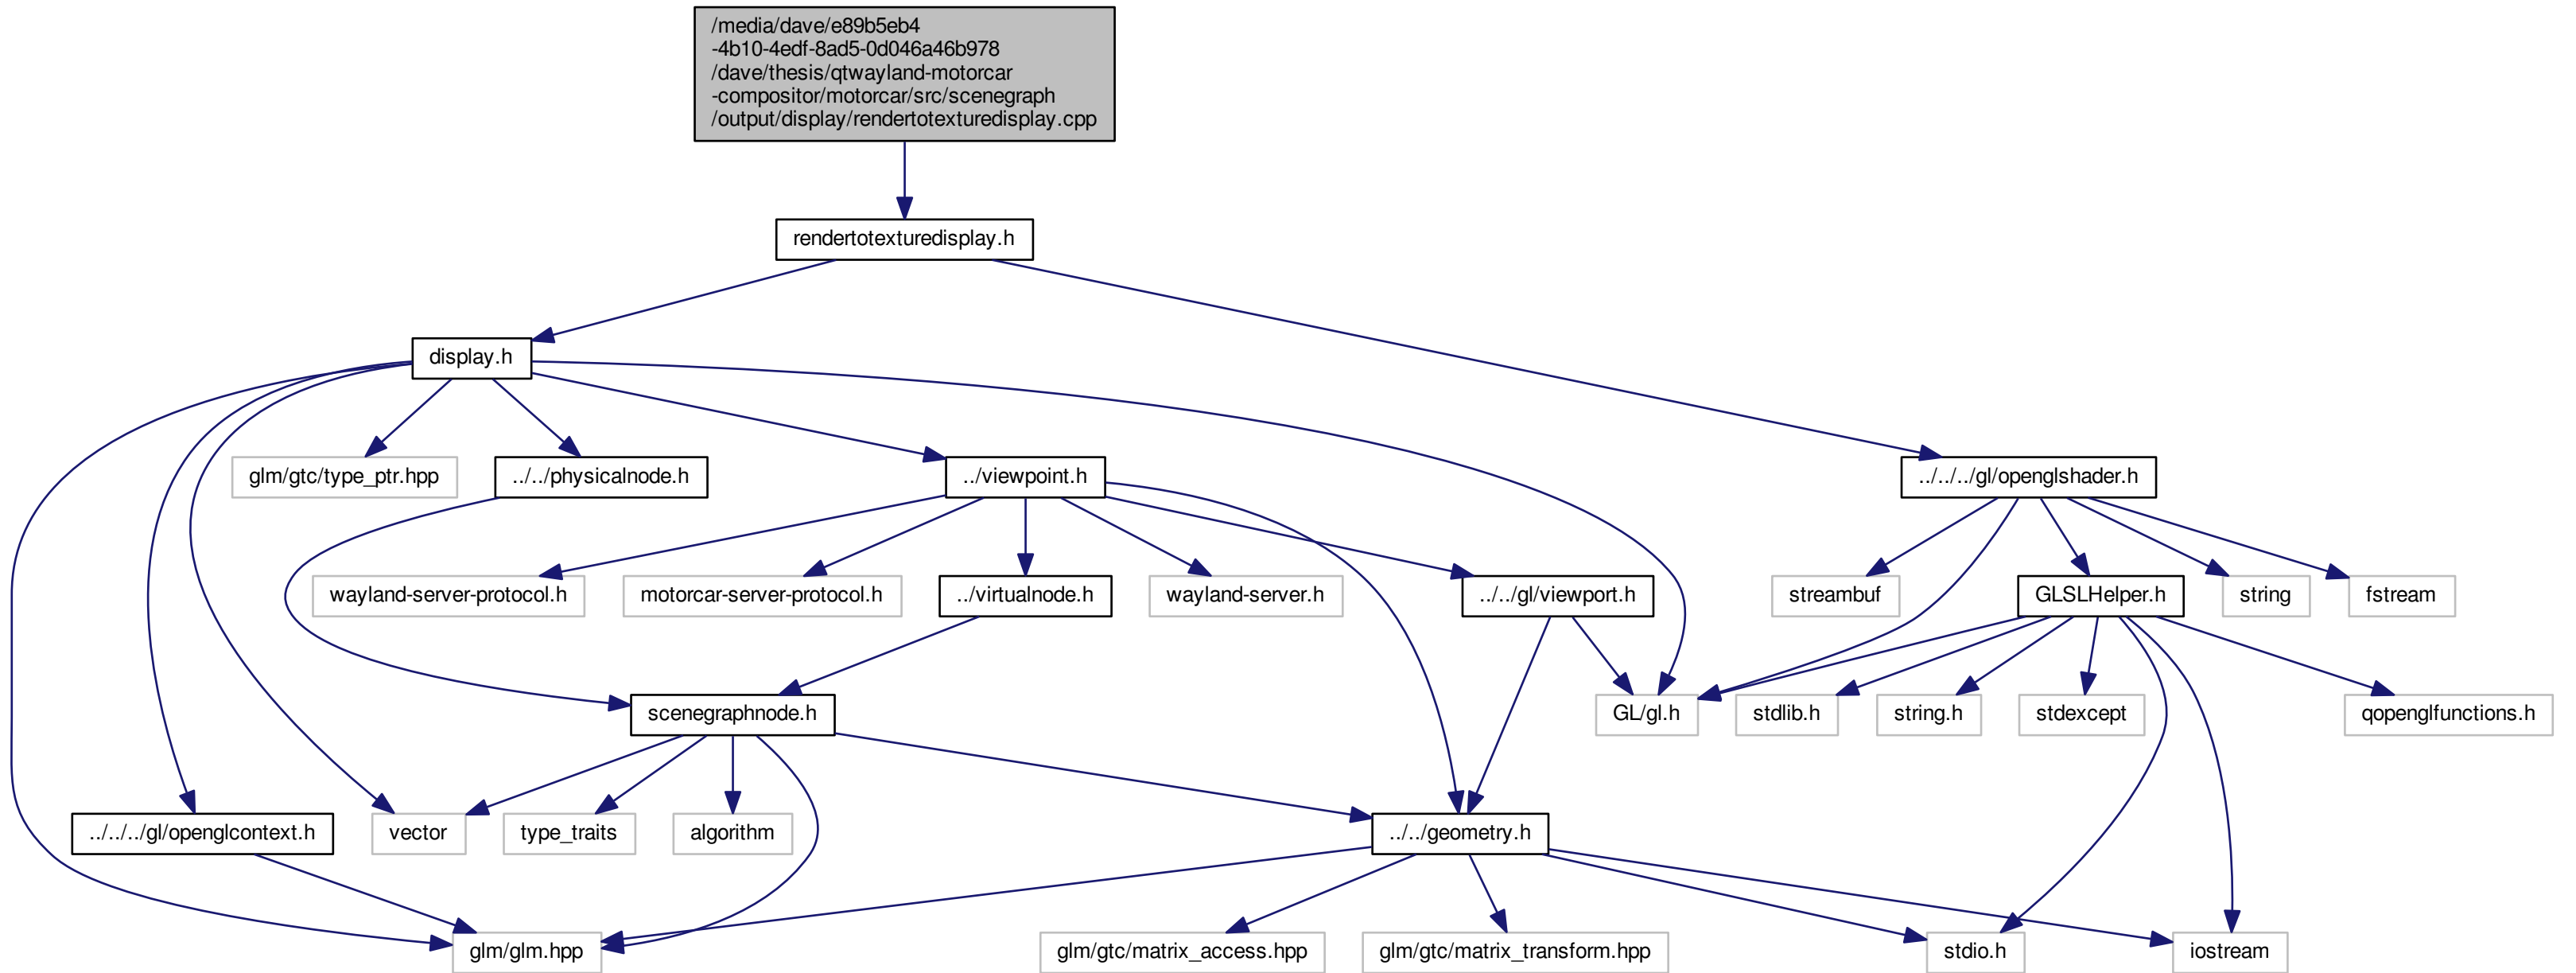 /media/dave/e89b5eb4
-4b10-4edf-8ad5-0d046a46b978
/dave/thesis/qtwayland-motorcar
-compositor/motorcar/src/scenegraph
/output/display/rendertotexturedisplay.cpp
rendertotexturedisplay.h
display.h
glm/gtc/type_ptr.hpp
../../physicalnode.h
../viewpoint.h
../../../gl/openglshader.h
wayland-server-protocol.h
motorcar-server-protocol.h
../virtualnode.h
wayland-server.h
../../gl/viewport.h
streambuf
GLSLHelper.h
string
fstream
scenegraphnode.h
GL/gl.h
stdlib.h
string.h
stdexcept
qopenglfunctions.h
../../../gl/openglcontext.h
vector
type_traits
algorithm
../../geometry.h
glm/glm.hpp
glm/gtc/matrix_access.hpp
glm/gtc/matrix_transform.hpp
stdio.h
iostream